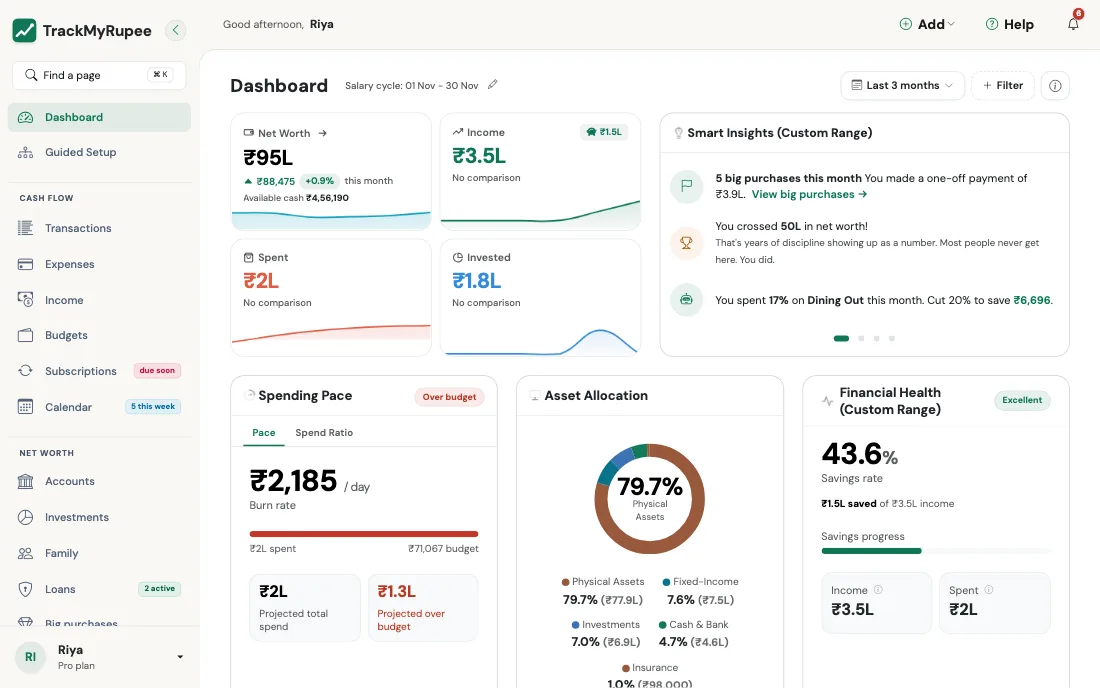 TrackMyRupee
Good afternoon, Riya
Add
Help
6
Find a page
⌘ K
Dashboard
Guided Setup
CASH FLOW
Transactions
Expenses
Income
Budgets
Subscriptions due soon
Calendar 5 this week
NET WORTH
Accounts
Investments
Family
Loans 2 active
Big purchases
RI
Riya
Pro plan
Dashboard
Salary cycle: 01 Nov - 30 Nov
Last 3 months
+ Filter
Net Worth →
₹95L
₹88,475 +0.9% this month
Available cash ₹4,56,190
Income ₹1.5L
₹3.5L
No comparison
Spent
₹2L
No comparison
Invested
₹1.8L
No comparison
Smart Insights (Custom Range)
5 big purchases this month You made a one-off payment of
₹3.9L. View big purchases →
You crossed 50L in net worth!
That's years of discipline showing up as a number. Most people never get
here. You did.
You spent 17% on Dining Out this month. Cut 20% to save ₹6,696.
Spending Pace
Over budget
Pace
Spend Ratio
₹2,185 / day
Burn rate
₹2L spent
₹71,067 budget
₹2L
Projected total
spend
₹1.3L
Projected over
budget
Asset Allocation
79.7%
Physical
Assets
Physical Assets
79.7% (₹77.9L)
Fixed-Income
7.6% (₹7.5L)
Investments
7.0% (₹6.9L)
Cash & Bank
4.7% (₹4.6L)
Insurance
1.0% (₹98,000)
Financial Health
(Custom Range)
Excellent
43.6%
Savings rate
₹1.5L saved of ₹3.5L income
Savings progress
Income
₹3.5L
Spent
₹2L